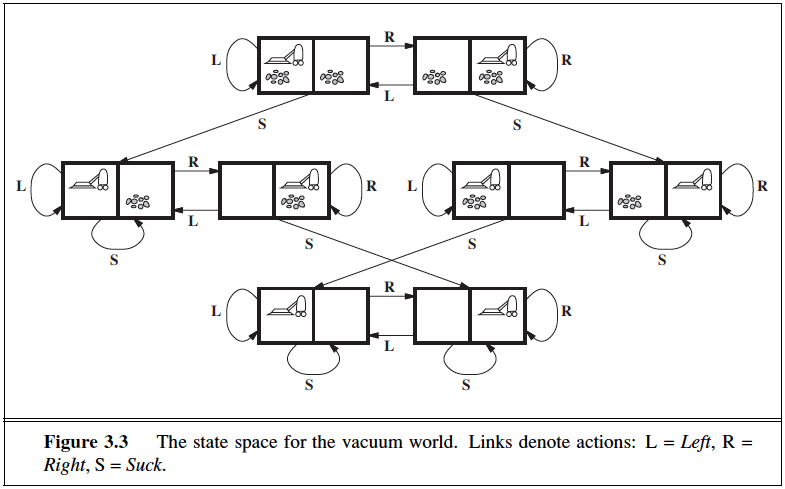 R
L R
L
S S
R R
L R L R
L L
S S S S
R
L R
L
S S
Figure 3.3 The state space for the vacuum world. Links denote actions: L = Left, R =
Right, S = Suck.